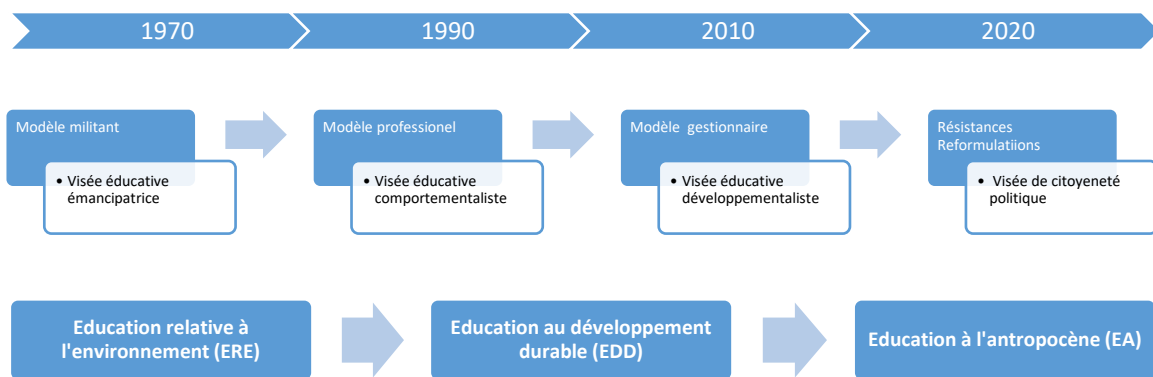 1970
1990
2010
2020
Modèle militant
• Visée éducative
émancipatrice
Modèle professionel
• Visée éducative
comportementaliste
Modèle gestionnaire
• Visée éducative
développementaliste
Résistances
Reformulatiions
• Visée de citoyeneté
politique
Education relative à
l'environnement (ERE)
Education au développement
durable (EDD)
Education à l'antropocène (EA)